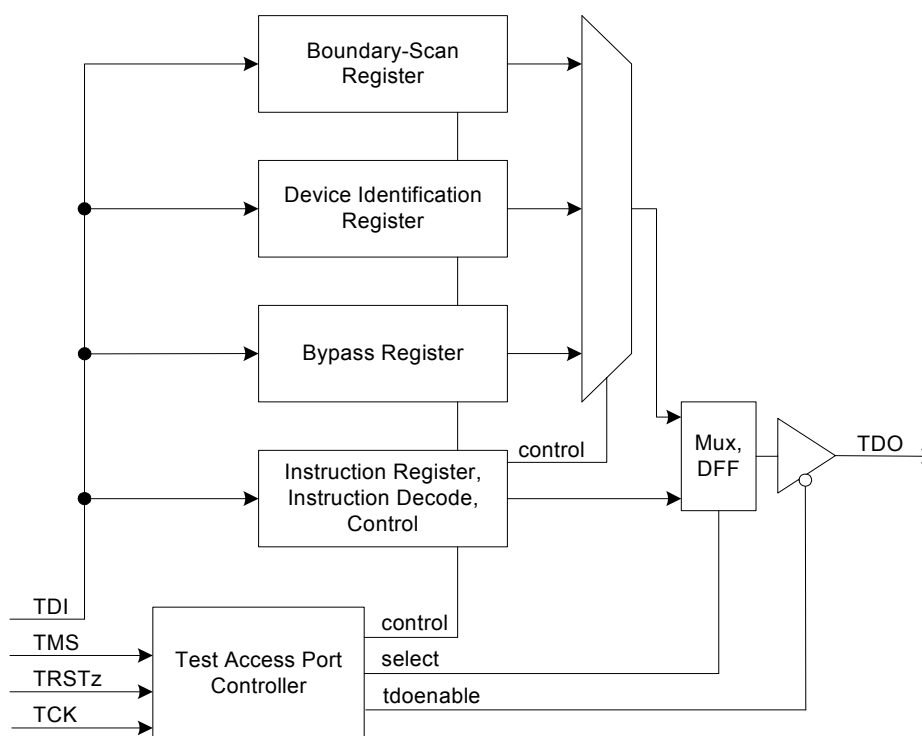 Boundary-Scan
Register
Device Identification
Register
Bypass Register
control
Instruction Register,
Instruction Decode,
Control
Mux,
DFF
TDO
TDI
TMS
TRSTz
TCK
Test Access Port
Controller
control
select
tdoenable